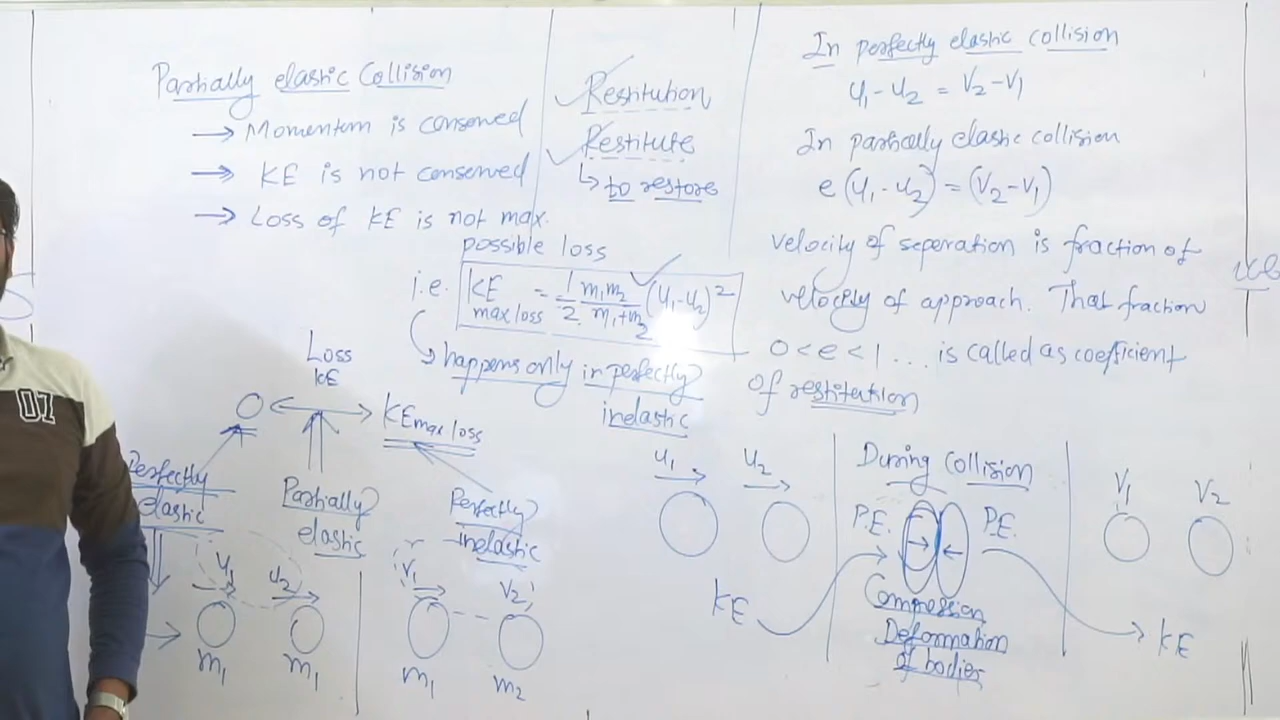 Partially elastic Collision
→ Momentum is conserved
→ KE is not conserved
→ Loss of KE is not max.
possible loss
i.e. KE max loss = 1/2 m₁m₂/m₁+m₂ (u₁-u₂)²
↳ happens only in perfectly
inelastic
Restitution
Restitute
↳ to restore
In perfectly elastic collision
u₁-u₂ = V₂-V₁
In partially elastic collision
e(u₁-u₂) = (V₂-V₁)
velocity of seperation is fraction of
velocity of approach. That fraction
0<e<1 ... is called as coefficient
of restitution
Loss
KE
0
KE max loss
Perfectly
elastic
Partially
elastic
Perfectly
inelastic
u₁ u₂
m₁ m₁
V₁ V₂
m₁ m₂
u₁ u₂
KE
During Collision
P.E. P.E.
Compression
Deformation
of bodies
V₁ V₂
KE
01